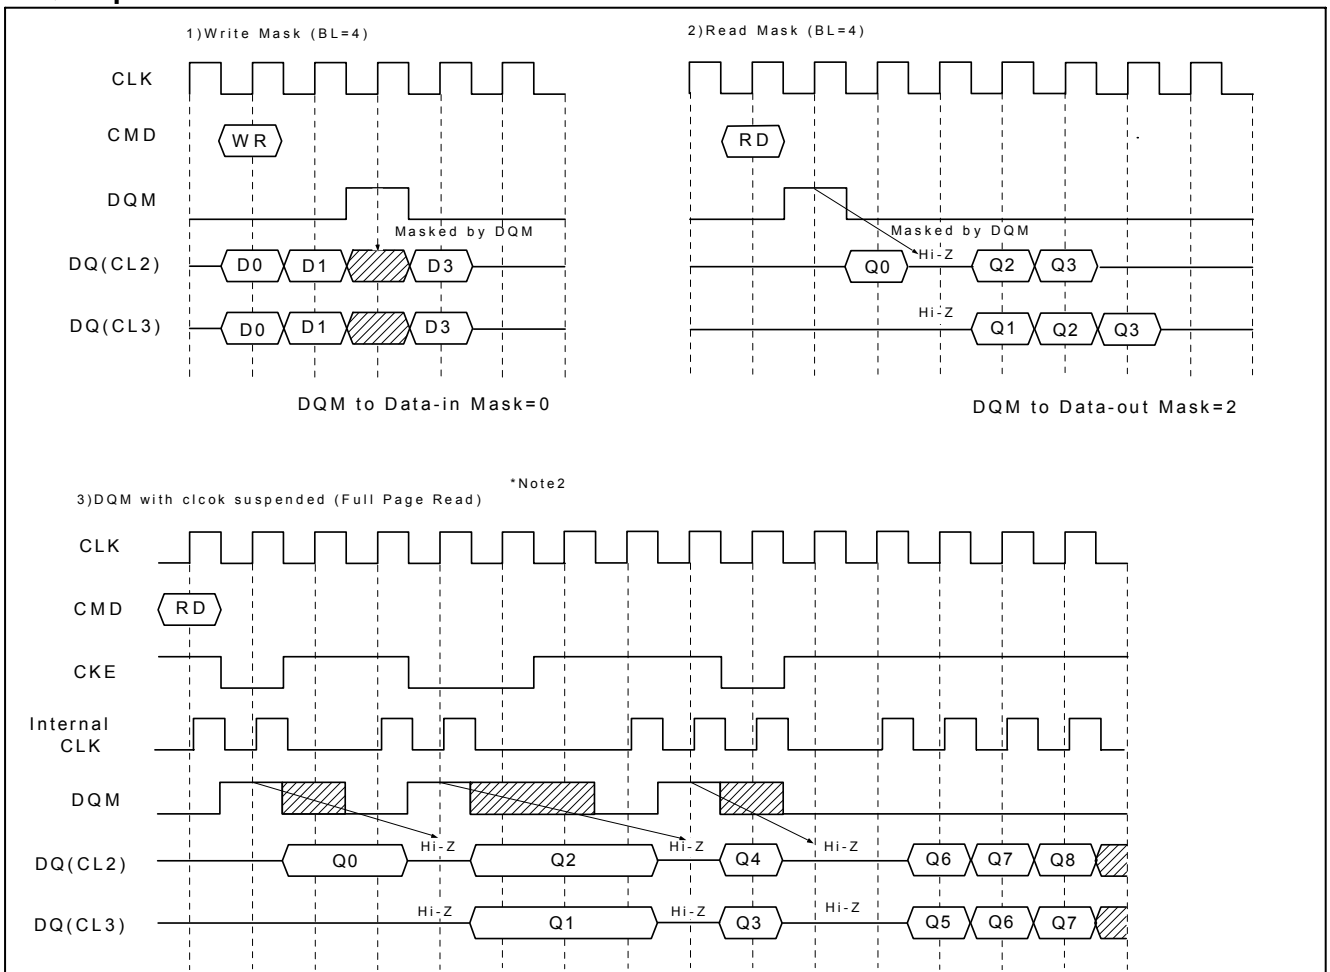 1)Write Mask (BL=4)
2)Read Mask (BL=4)
CLK
CMD
WR
RD
DQM
Masked by DQM
Masked by DQM
DQ(CL2)
D0 D1 D3
Q0 Hi-Z Q2 Q3
DQ(CL3)
D0 D1 D3
Hi-Z Q1 Q2 Q3
DQM to Data-in Mask=0
DQM to Data-out Mask=2
*Note2
3)DQM with clcok suspended (Full Page Read)
CLK
CMD
RD
CKE
Internal
CLK
DQM
DQ(CL2)
Q0 Hi-Z Q2 Hi-Z Q4 Hi-Z Q6 Q7 Q8
DQ(CL3)
Hi-Z Q1 Hi-Z Q3 Hi-Z Q5 Q6 Q7